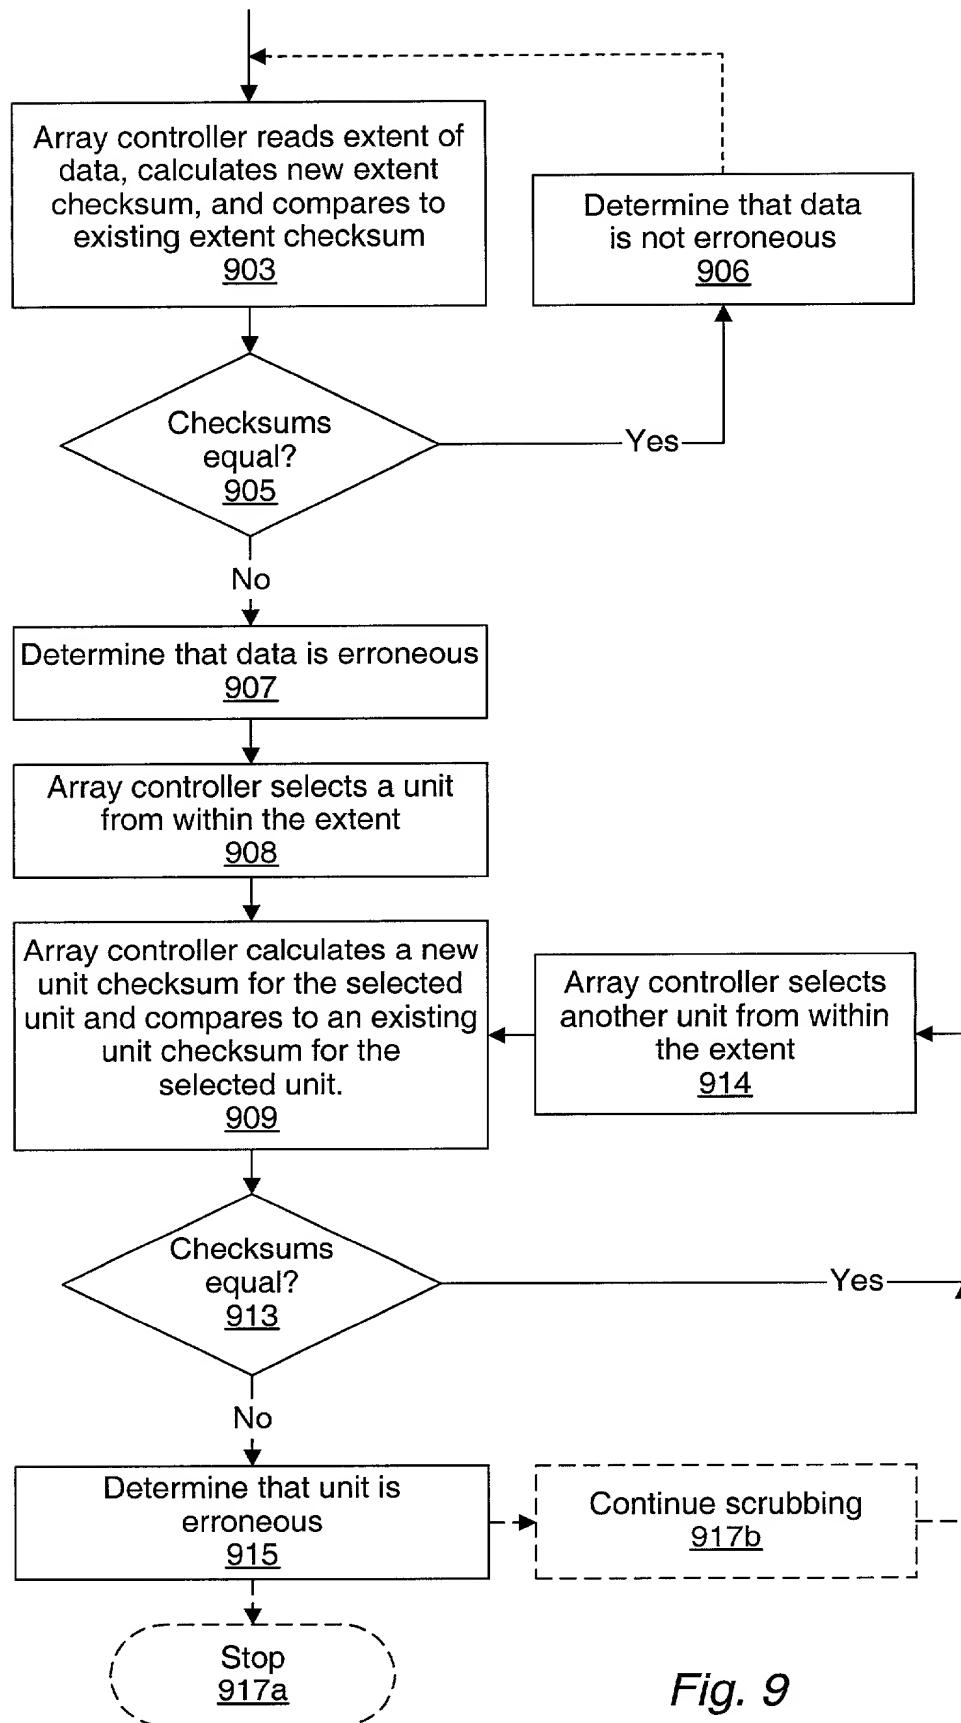 Array controller reads extent of
data, calculates new extent
checksum, and compares to
existing extent checksum
903
Determine that data
is not erroneous
906
Checksums
equal?
905
Yes
No
Determine that data is erroneous
907
Array controller selects a unit
from within the extent
908
Array controller calculates a new
unit checksum for the selected
unit and compares to an existing
unit checksum for the
selected unit.
909
Array controller selects
another unit from within
the extent
914
Checksums
equal?
913
Yes
No
Determine that unit is
erroneous
915
Continue scrubbing
917b
Stop
917a
Fig. 9